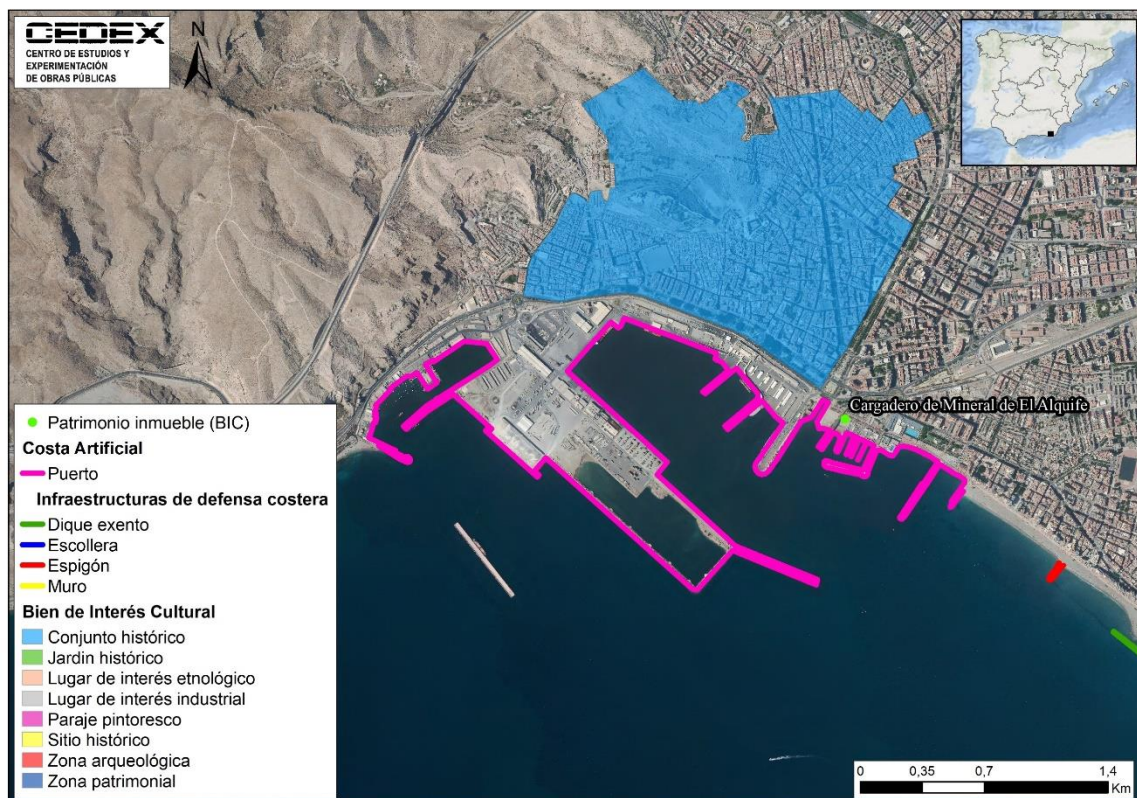 CEDEX
CENTRO DE ESTUDIOS Y
EXPERIMENTACIÓN
DE OBRAS PÚBLICAS
N
Cargadero de Mineral de El Alquife
Patrimonio inmueble (BIC)
Costa Artificial
Puerto
Infraestructuras de defensa costera
Dique exento
Escollera
Espigón
Muro
Bien de Interés Cultural
Conjunto histórico
Jardin histórico
Lugar de interés etnológico
Lugar de interés industrial
Paraje pintoresco
Sitio histórico
Zona arqueológica
Zona patrimonial
0 0,35 0,7 1,4
Km